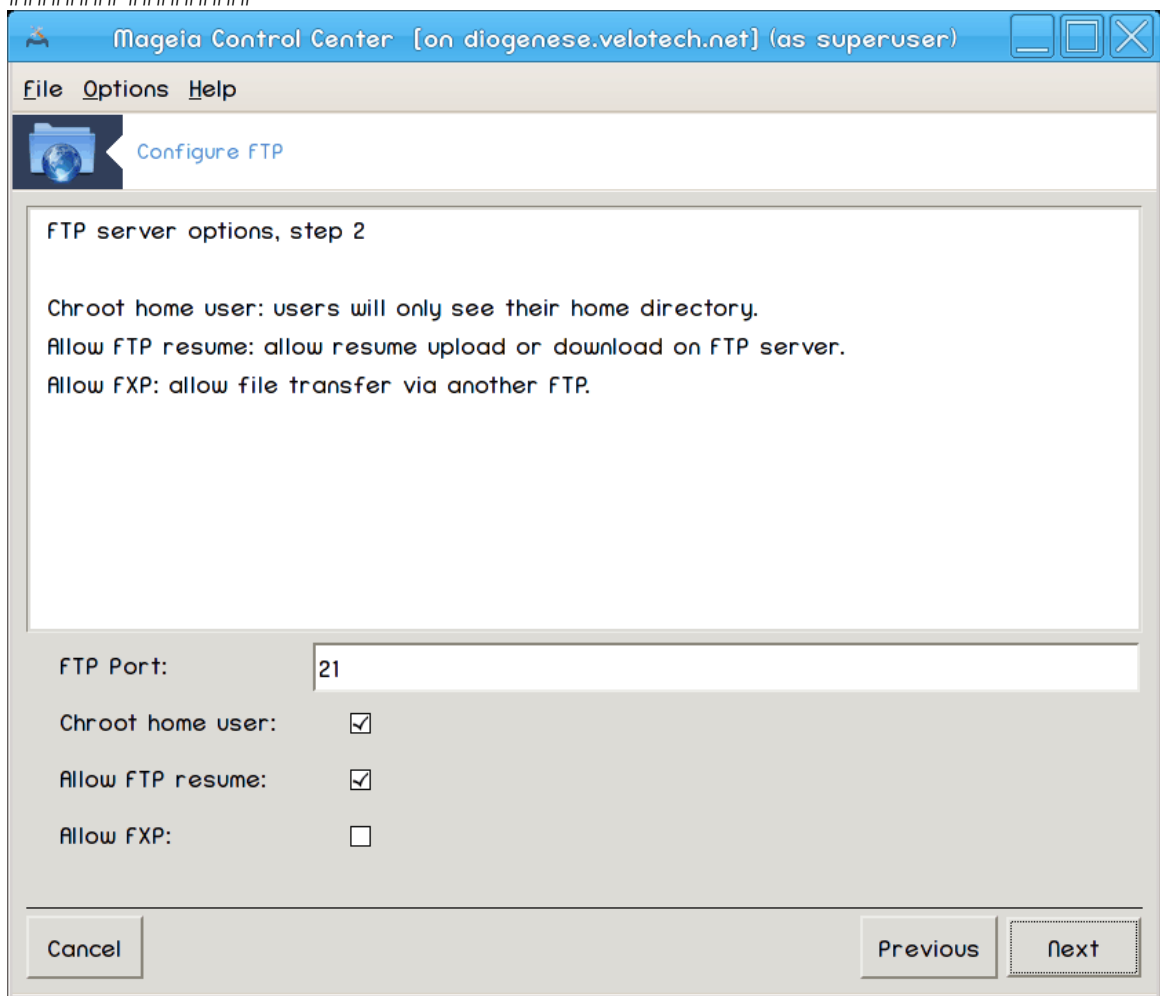 Mageia Control Center [on diogenese.velotech.net] (as superuser)
File Options Help
Configure FTP
FTP server options, step 2
Chroot home user: users will only see their home directory.
Allow FTP resume: allow resume upload or download on FTP server.
Allow FXP: allow file transfer via another FTP.
FTP Port: 21
Chroot home user:
Allow FTP resume:
Allow FXP:
Cancel Previous Next